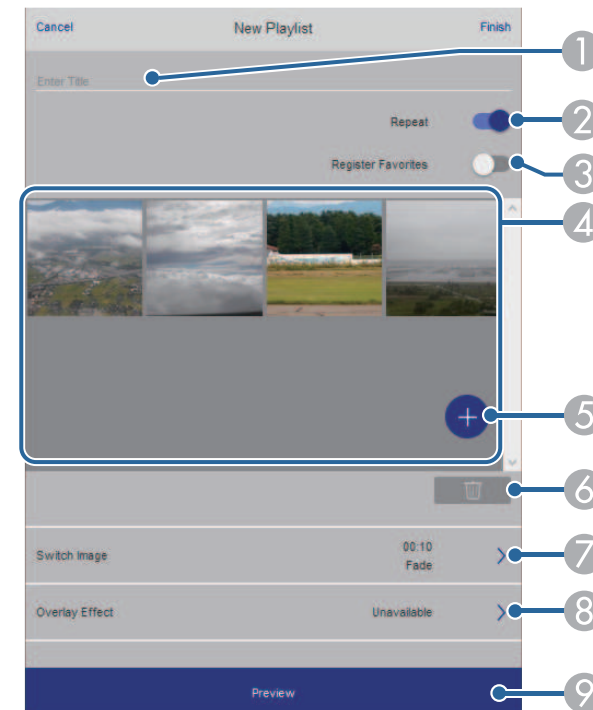 Cancel New Playlist Finish
1
Enter Title
Repeat 2
Register Favorites 3
4
+ 5
6
Switch Image 00:10 7
Fade
Overlay Effect Unavailable 8
Preview 9